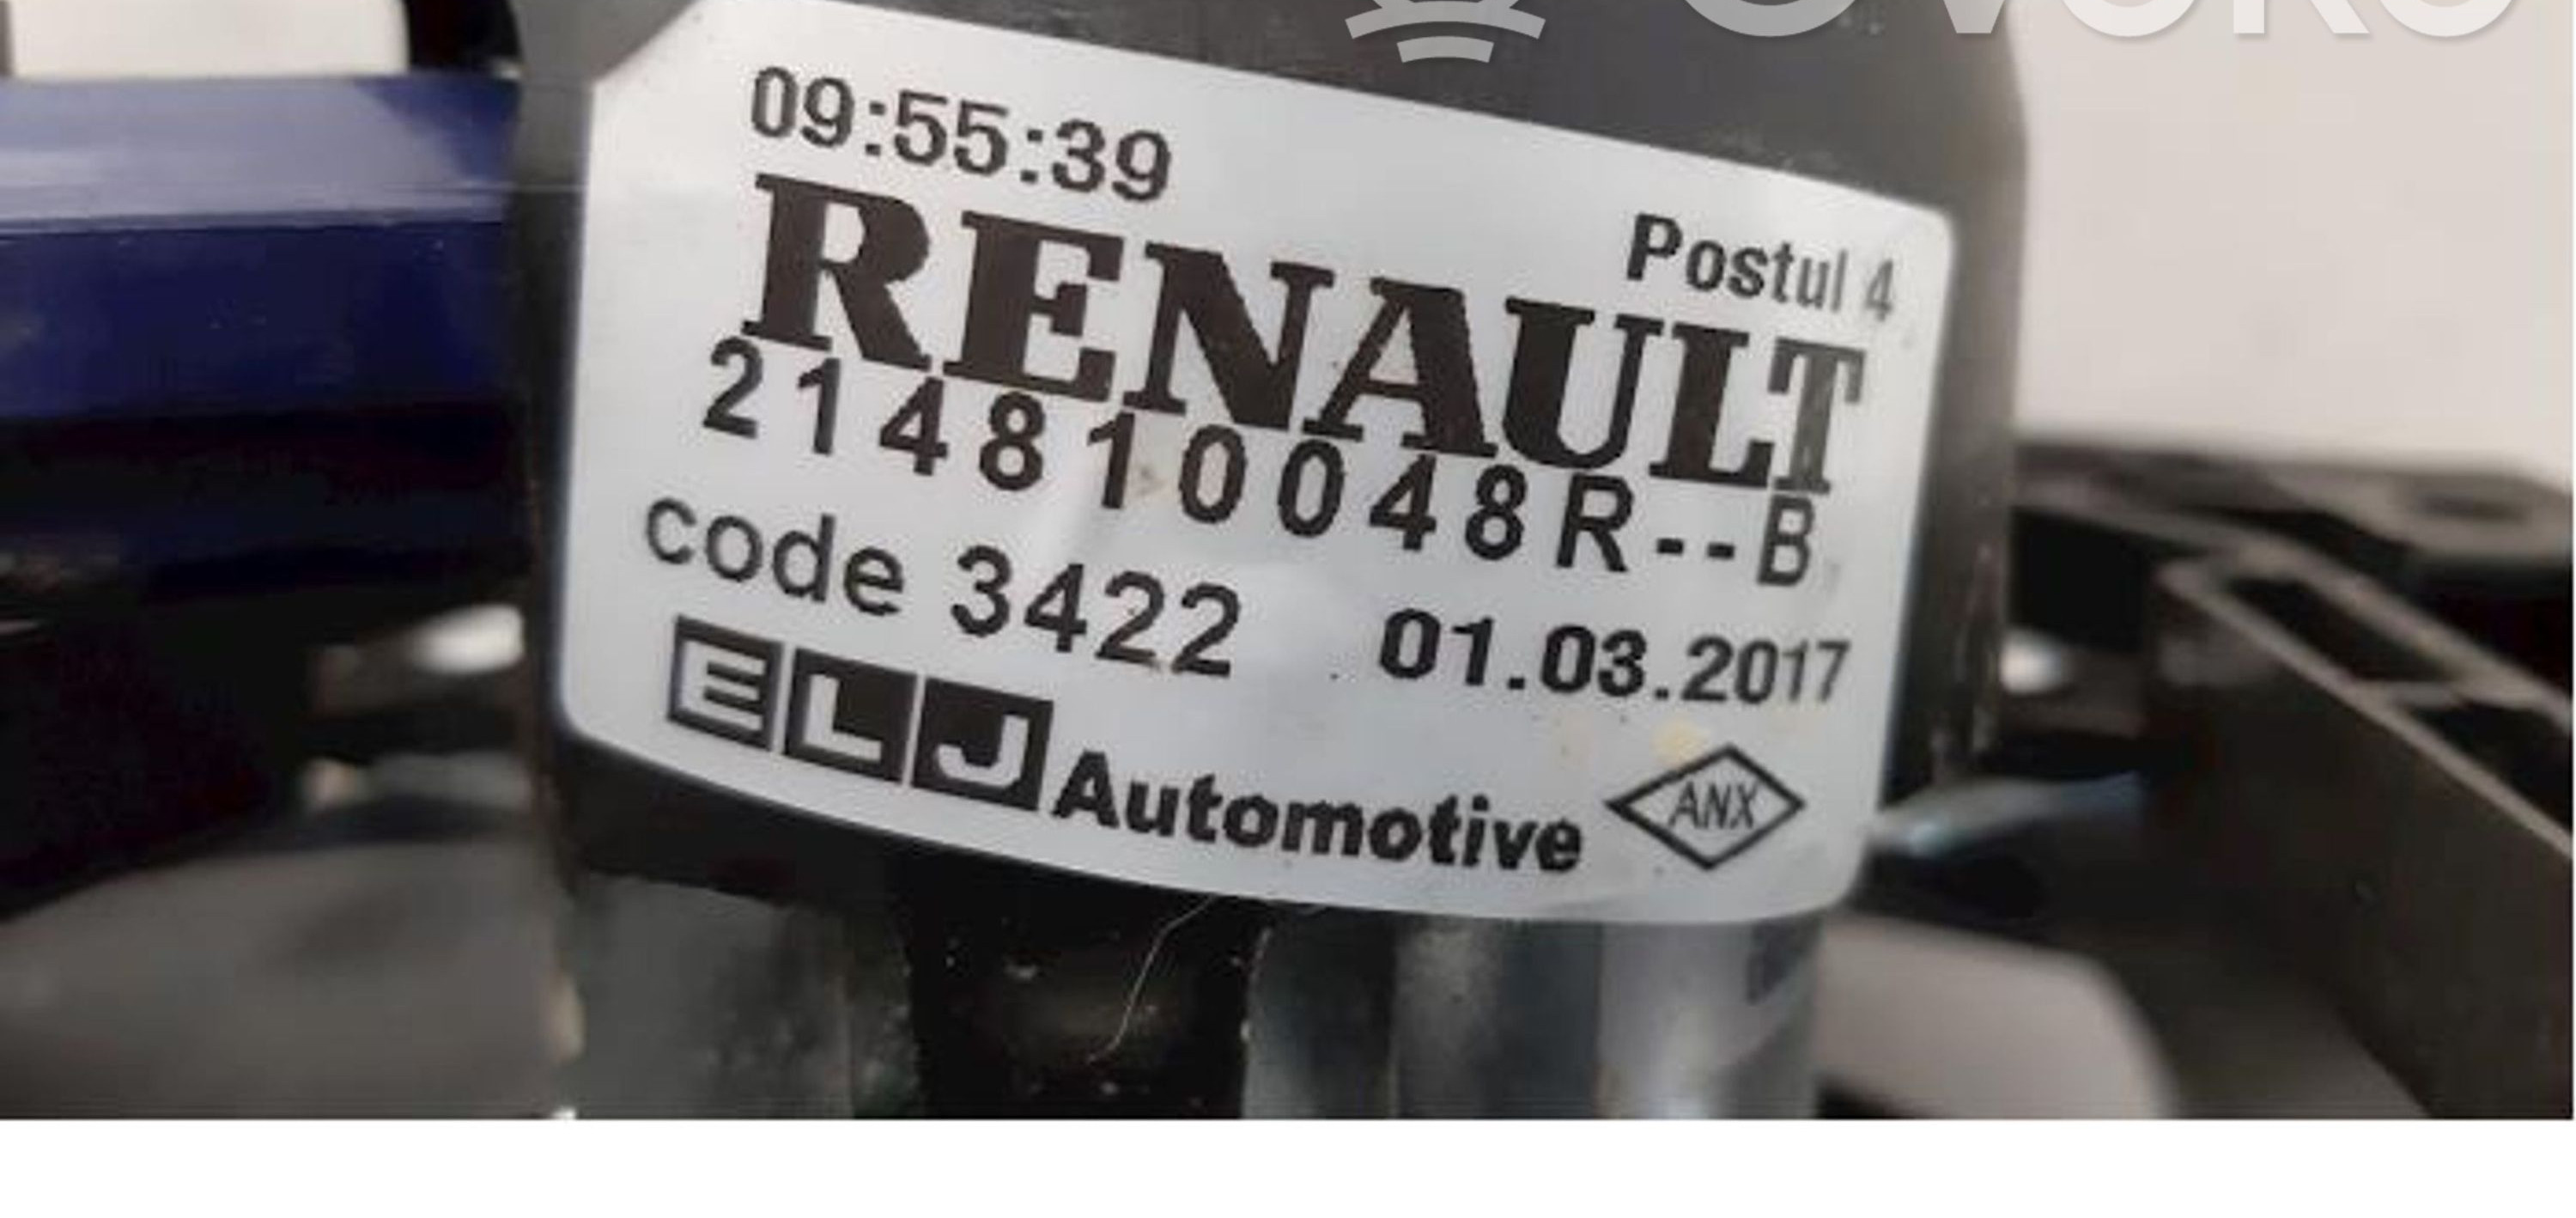 09:55:39
Postul 4
RENAULT
214810048R--B
code 3422 01.03.2017
ELJ Automotive ANX